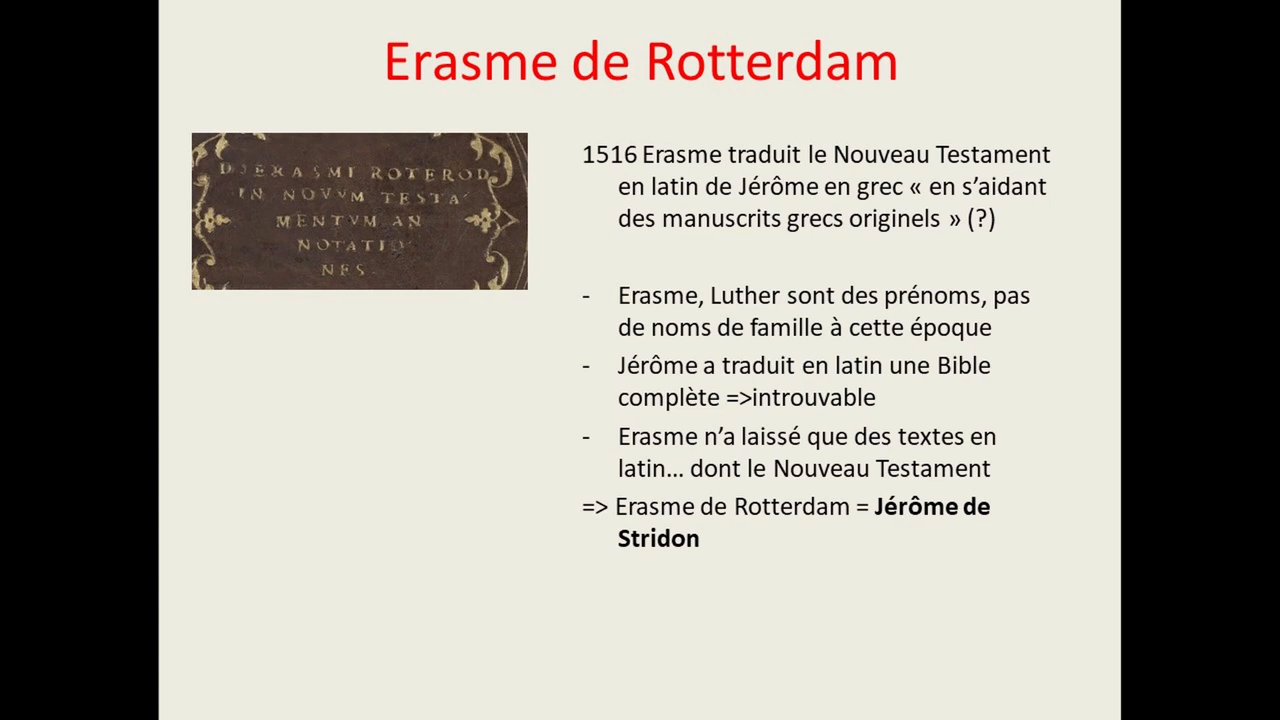 Erasme de Rotterdam
D. ERASMI ROTEROD.
IN NOVVM TESTA
MENTVM AN
NOTATIO
NES
1516 Erasme traduit le Nouveau Testament
en latin de Jérôme en grec « en s’aidant
des manuscrits grecs originels » (?)
- Erasme, Luther sont des prénoms, pas
de noms de famille à cette époque
- Jérôme a traduit en latin une Bible
complète =>introuvable
- Erasme n’a laissé que des textes en
latin… dont le Nouveau Testament
=> Erasme de Rotterdam = Jérôme de
Stridon